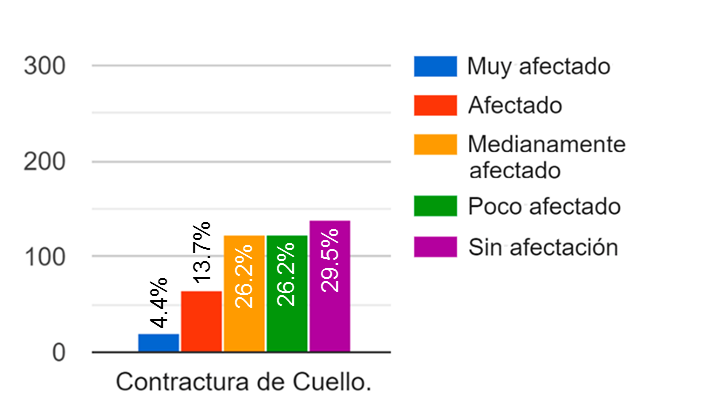 300
200
100
0
4.4%
13.7%
26.2%
26.2%
29.5%
Contractura de Cuello.
Muy afectado
Afectado
Medianamente
afectado
Poco afectado
Sin afectación